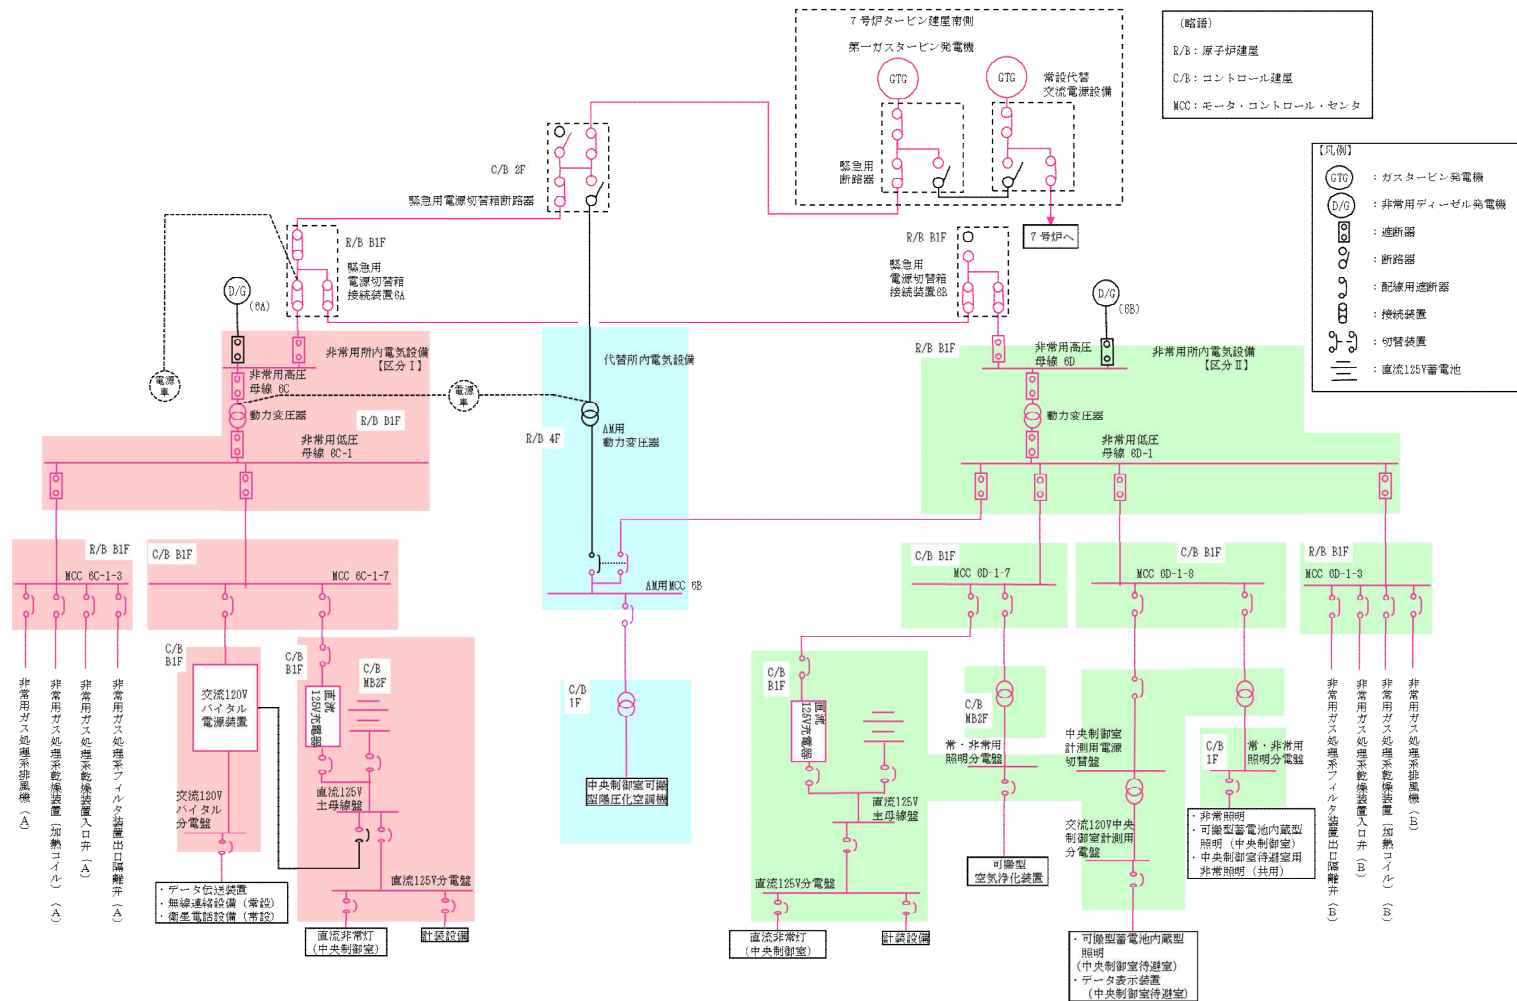 7号炉タービン建屋南側
第一ガスタービン発電機
GTG
GTG
常設代替
交流電源設備
緊急用
断路器
7号炉へ
(略語)
R/B:原子炉建屋
C/B:コントロール建屋
MCC:モータ・コントロール・センタ
【凡例】
GTG
:ガスタービン発電機
D/G
:非常用ディーゼル発電機
:遮断器
:断路器
:配線用遮断器
:接続装置
:切替装置
:直流125V蓄電池
C/B 2F
緊急用電源切替箱断路器
R/B B1F
緊急用
電源切替箱
接続装置6A
R/B B1F
緊急用
電源切替箱
接続装置6B
D/G
(6A)
D/G
(6B)
電源
車
電源
車
非常用所内電気設備
【区分Ⅰ】
非常用高圧
母線 6C
動力変圧器
R/B B1F
非常用低圧
母線 6C-1
代替所内電気設備
R/B 4F
AM用
動力変圧器
AM用MCC 6B
R/B B1F
非常用高圧
母線 6D
非常用所内電気設備
【区分Ⅱ】
動力変圧器
非常用低圧
母線 6D-1
R/B B1F
MCC 6C-1-3
C/B B1F
MCC 6C-1-7
C/B B1F
MCC 6D-1-7
C/B B1F
MCC 6D-1-8
R/B B1F
MCC 6D-1-3
非常用ガス処理系排風機(A)
非常用ガス処理系乾燥装置(加熱コイル)(A)
非常用ガス処理系乾燥装置入口弁(A)
非常用ガス処理系フィルタ装置出口隔離弁(A)
C/B
B1F
交流120V
バイタル
電源装置
交流120V
バイタル
分電盤
・データ伝送装置
・無線連絡設備(常設)
・衛星電話設備(常設)
C/B
B1F
直流
125V充電器
C/B
MB2F
直流125V
主母線盤
直流125V分電盤
直流非常灯
(中央制御室)
計装設備
C/B
1F
中央制御室可搬
型陽圧化空調機
C/B
B1F
直流
125V充電器
直流125V
主母線盤
直流125V分電盤
直流非常灯
(中央制御室)
計装設備
C/B
MB2F
常・非常用
照明分電盤
可搬型
空気浄化装置
中央制御室
計測用電源
切替盤
交流120V中央
制御室計測用
分電盤
・可搬型蓄電池内蔵型
照明
(中央制御室待避室)
・データ表示装置
(中央制御室待避室)
C/B
1F
常・非常用
照明分電盤
・非常照明
・可搬型蓄電池内蔵型
照明(中央制御室)
・中央制御室待避室用
非常照明(共用)
非常用ガス処理系フィルタ装置出口隔離弁(B)
非常用ガス処理系乾燥装置入口弁(B)
非常用ガス処理系乾燥装置(加熱コイル)(B)
非常用ガス処理系排風機(B)